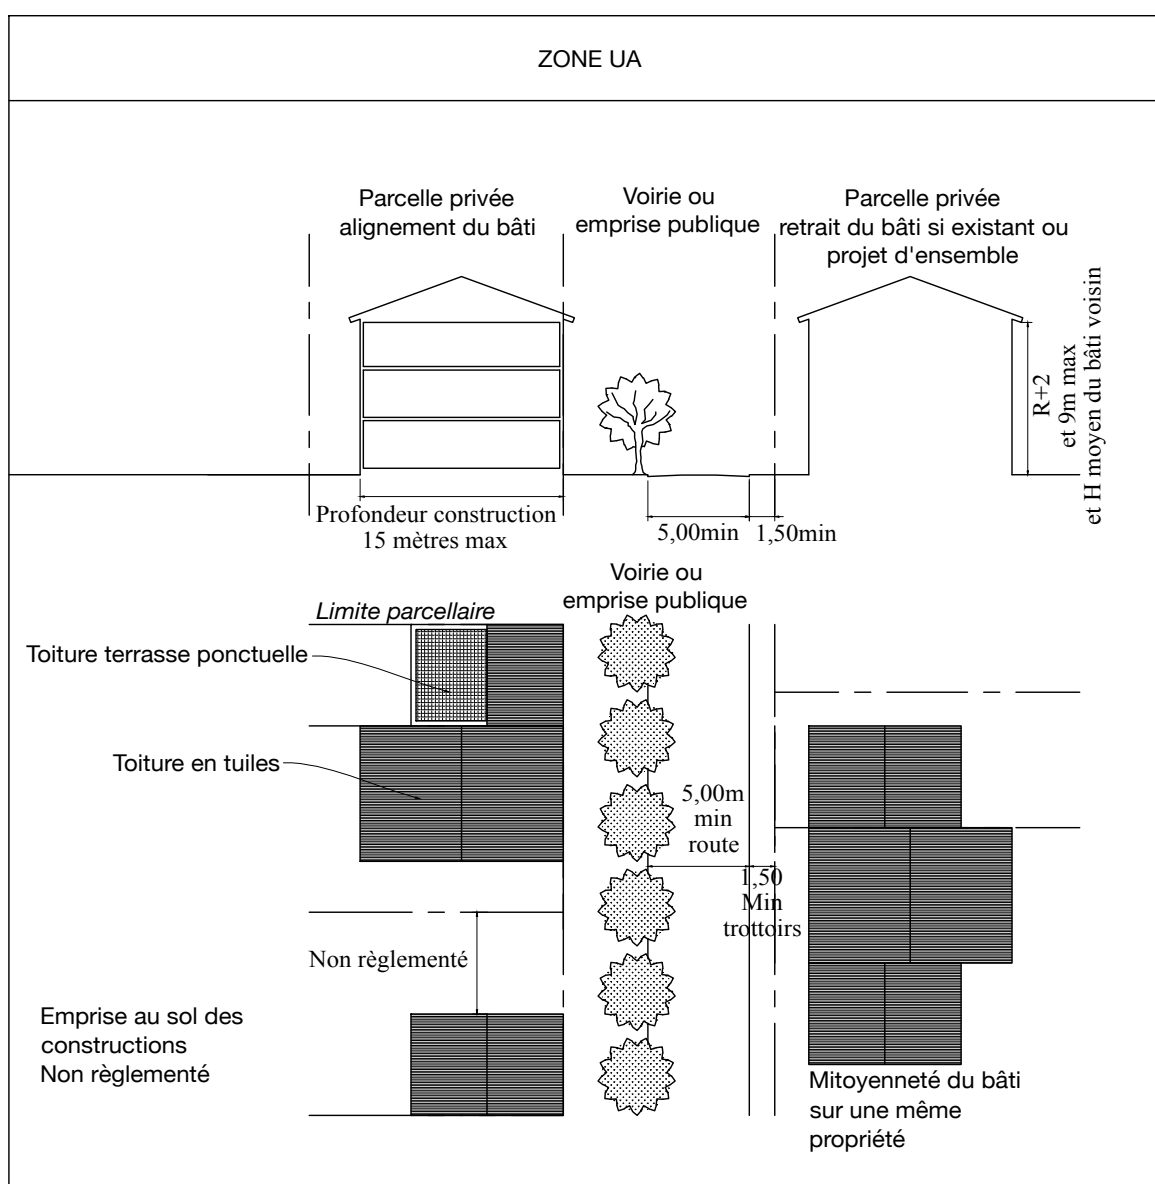 ZONE UA
Parcelle privée
alignement du bâti
Voirie ou
emprise publique
Parcelle privée
retrait du bâti si existant ou
projet d'ensemble
R+2
et 9m max
et H moyen du bâti voisin
Profondeur construction
15 mètres max
5,00min
1,50min
Voirie ou
emprise publique
Limite parcellaire
Toiture terrasse ponctuelle
Toiture en tuiles
5,00m
min
route
1,50
Min
trottoirs
Non règlementé
Emprise au sol des
constructions
Non règlementé
Mitoyenneté du bâti
sur une même
propriété